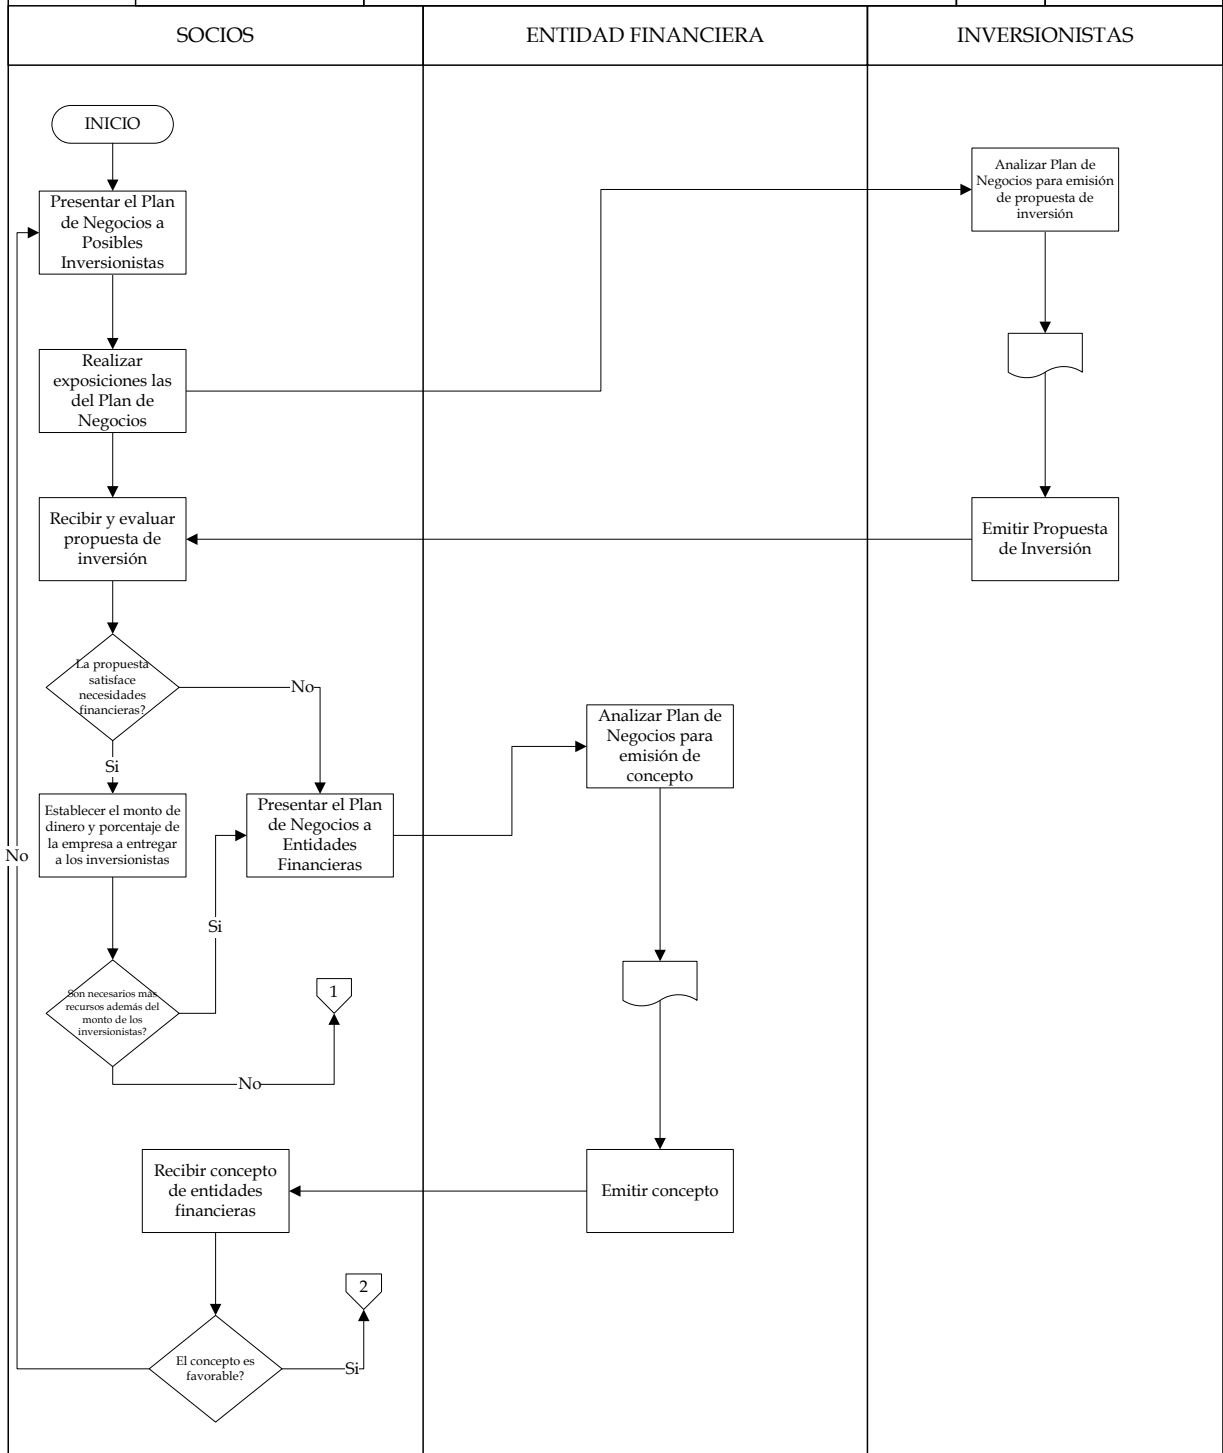 SOCIOS
ENTIDAD FINANCIERA
INVERSIONISTAS
INICIO
Presentar el Plan
de Negocios a
Posibles
Inversionistas
Analizar Plan de
Negocios para emisión
de propuesta de
inversión
Realizar
exposiciones las
del Plan de
Negocios
Recibir y evaluar
propuesta de
inversión
Emitir Propuesta
de Inversión
La propuesta
satisface
necesidades
financieras?
No
Si
Analizar Plan de
Negocios para
emisión de
concepto
Establecer el monto de
dinero y porcentaje de
la empresa a entregar
a los inversionistas
Presentar el Plan
de Negocios a
Entidades
Financieras
No
Si
Son necesarios más
recursos además del
monto de los
inversionistas?
1
No
Recibir concepto
de entidades
financieras
Emitir concepto
2
El concepto es
favorable?
Si